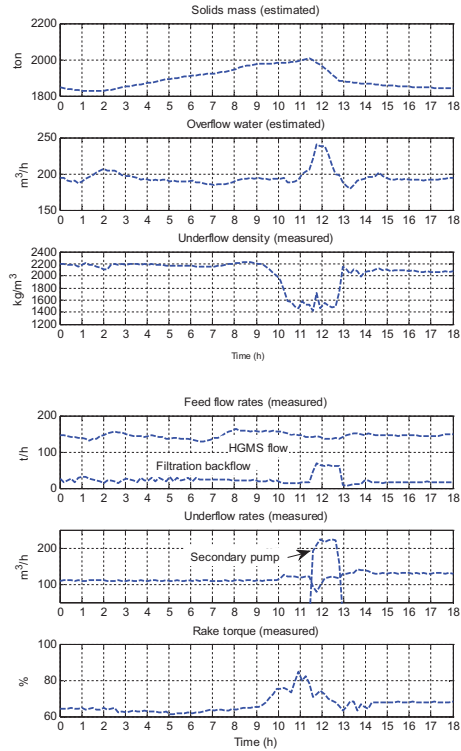 Solids mass (estimated)
2200
2000
1800
ton
0 1 2 3 4 5 6 7 8 9 10 11 12 13 14 15 16 17 18
Overflow water (estimated)
250
200
150
m³/h
0 1 2 3 4 5 6 7 8 9 10 11 12 13 14 15 16 17 18
Underflow density (measured)
2400
2200
2000
1800
1600
1400
1200
kg/m³
0 1 2 3 4 5 6 7 8 9 10 11 12 13 14 15 16 17 18
Time (h)
Feed flow rates (measured)
200
100
0
t/h
HGMS flow
Filtration backflow
0 1 2 3 4 5 6 7 8 9 10 11 12 13 14 15 16 17 18
Underflow rates (measured)
200
100
m³/h
Secondary pump
0 1 2 3 4 5 6 7 8 9 10 11 12 13 14 15 16 17 18
Rake torque (measured)
100
80
60
%
0 1 2 3 4 5 6 7 8 9 10 11 12 13 14 15 16 17 18
Time (h)